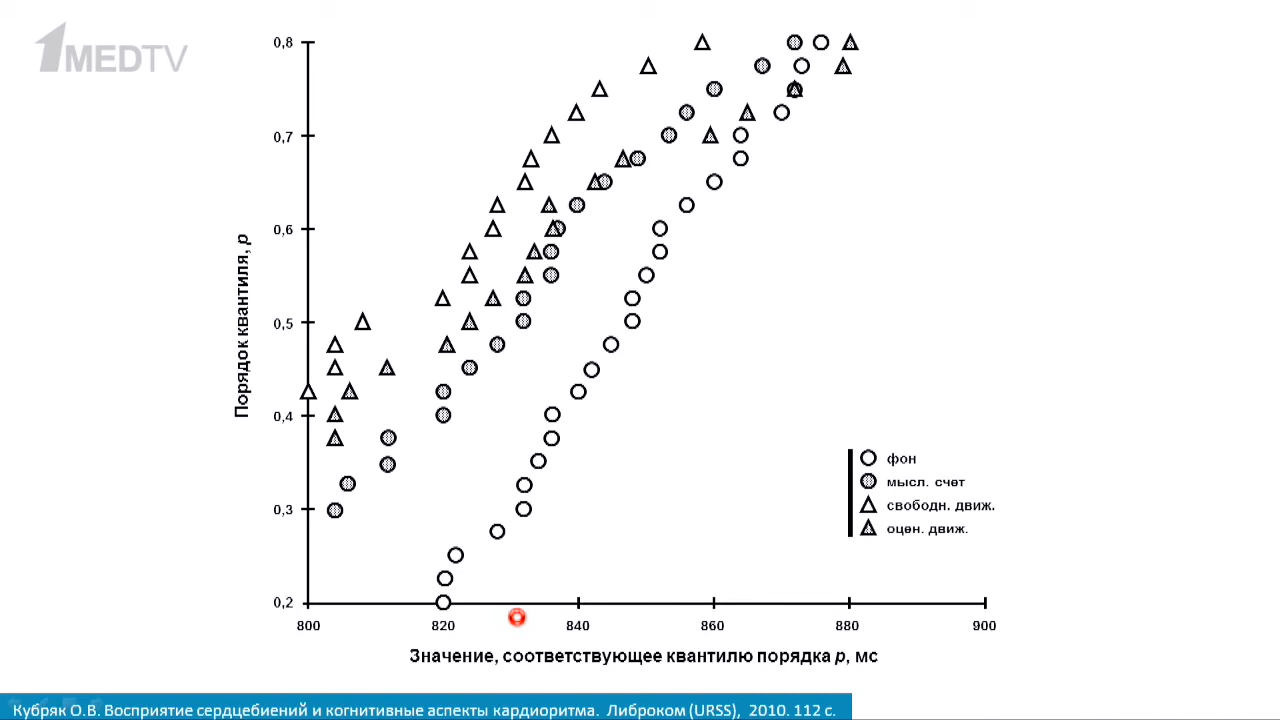 1MEDTV
0,8
0,7
0,6
0,5
0,4
0,3
0,2
Порядок квантиля, p
800
820
840
860
880
900
Значение, соответствующее квантилю порядка p, мс
фон
мысл. счет
свободн. движ.
оцен. движ.
Кубряк О.В. Восприятие сердцебиений и когнитивные аспекты кардиоритма. Либроком (URSS), 2010. 112 с.